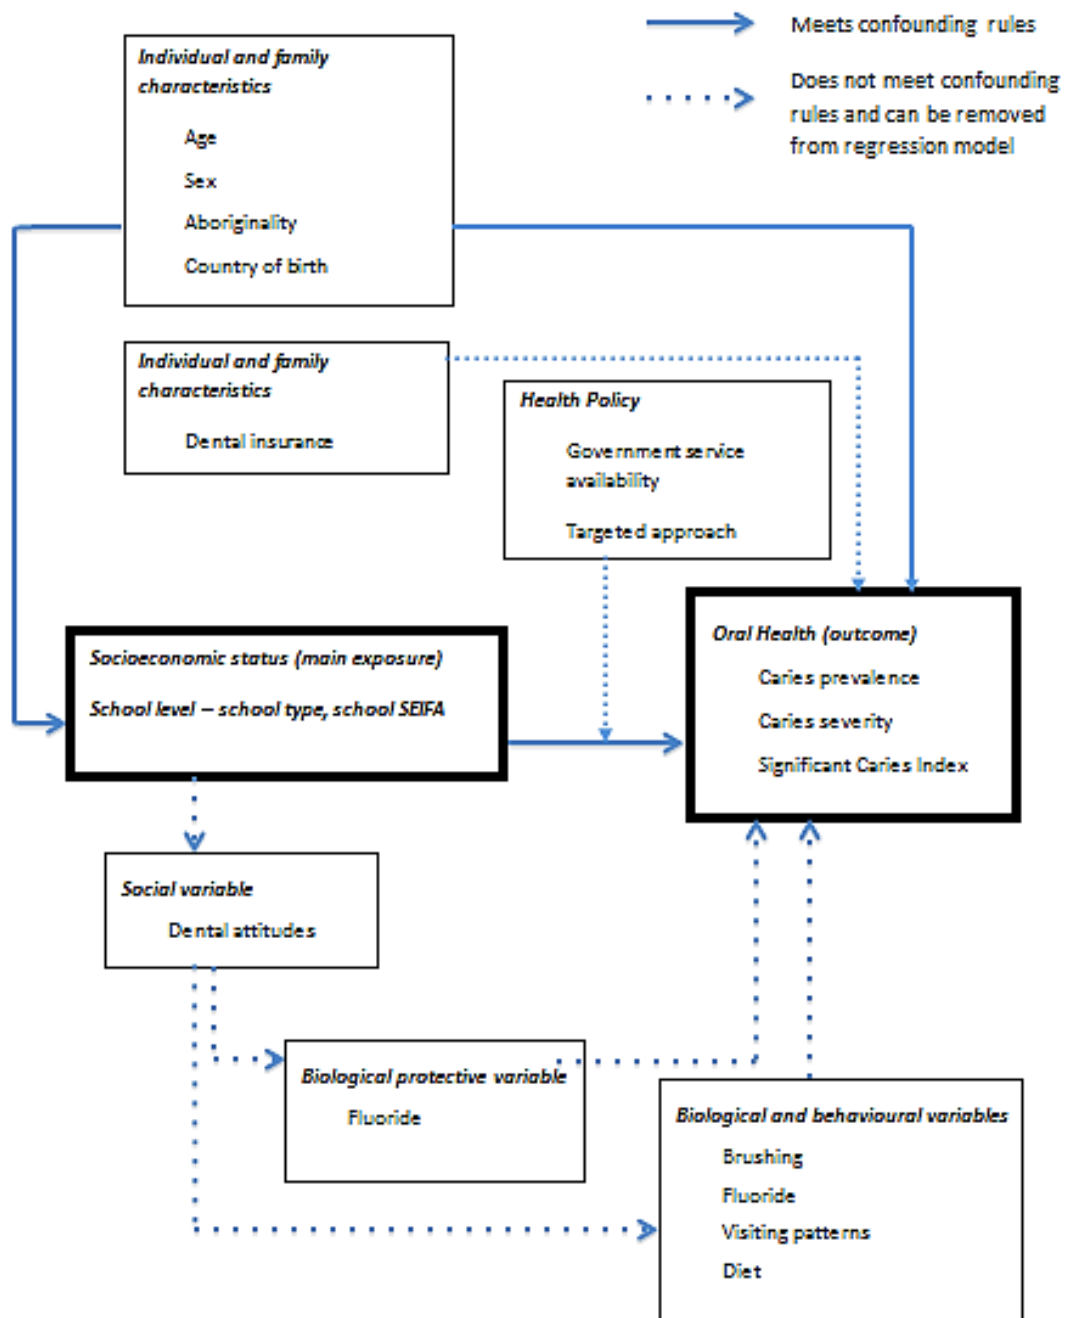 Meets confounding rules
Does not meet confounding
rules and can be removed
from regression model
Individual and family
characteristics
Age
Sex
Aboriginality
Country of birth
Individual and family
characteristics
Dental insurance
Health Policy
Government service
availability
Targeted approach
Socioeconomic status (main exposure)
School level – school type, school SEIFA
Oral Health (outcome)
Caries prevalence
Caries severity
Significant Caries Index
Social variable
Dental attitudes
Biological protective variable
Fluoride
Biological and behavioural variables
Brushing
Fluoride
Visiting patterns
Diet